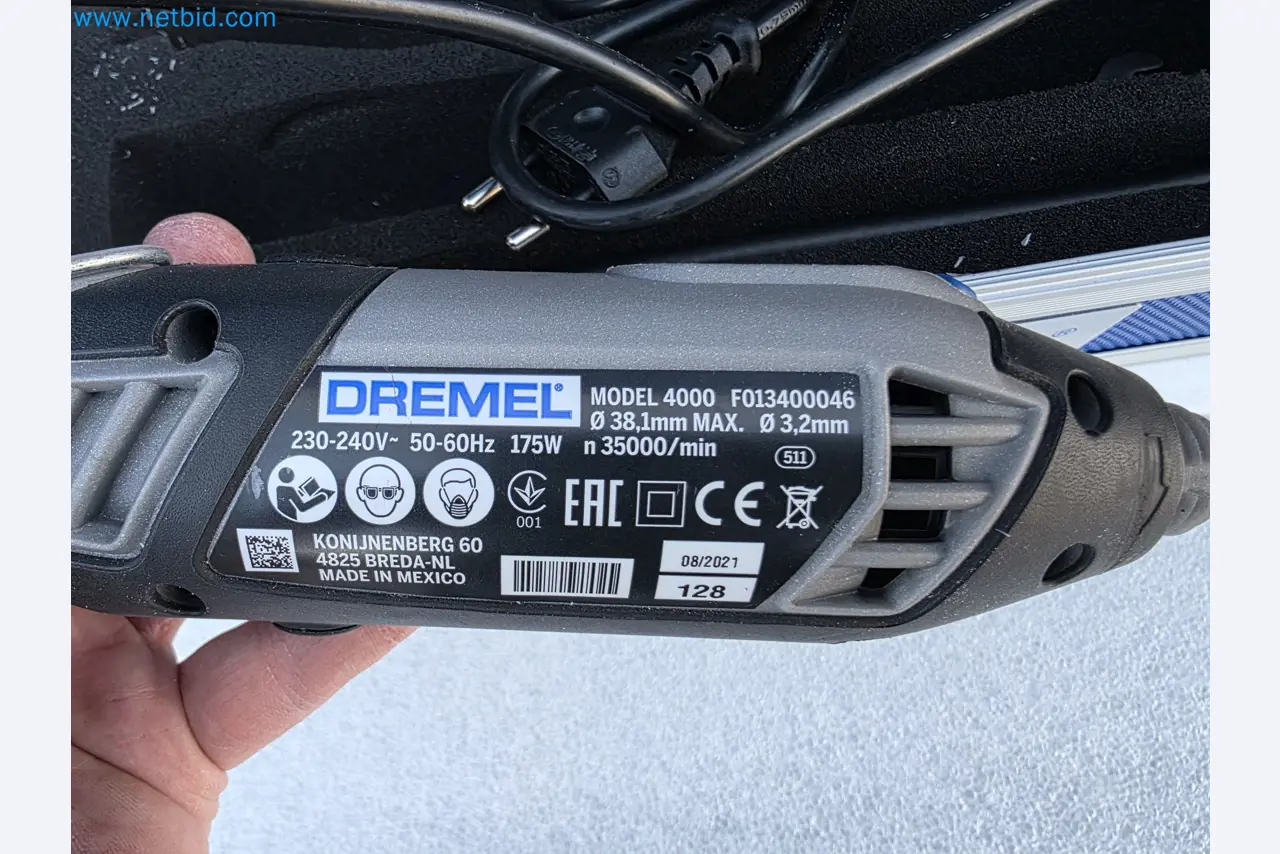 www.netbid.com
DREMEL®
MODEL 4000 F013400046
Ø 38,1mm MAX. Ø 3,2mm
230-240V~ 50-60Hz 175W n 35000/min
511
001
EAC
CE
KONIJNENBERG 60
4825 BREDA-NL
MADE IN MEXICO
08/2021
128